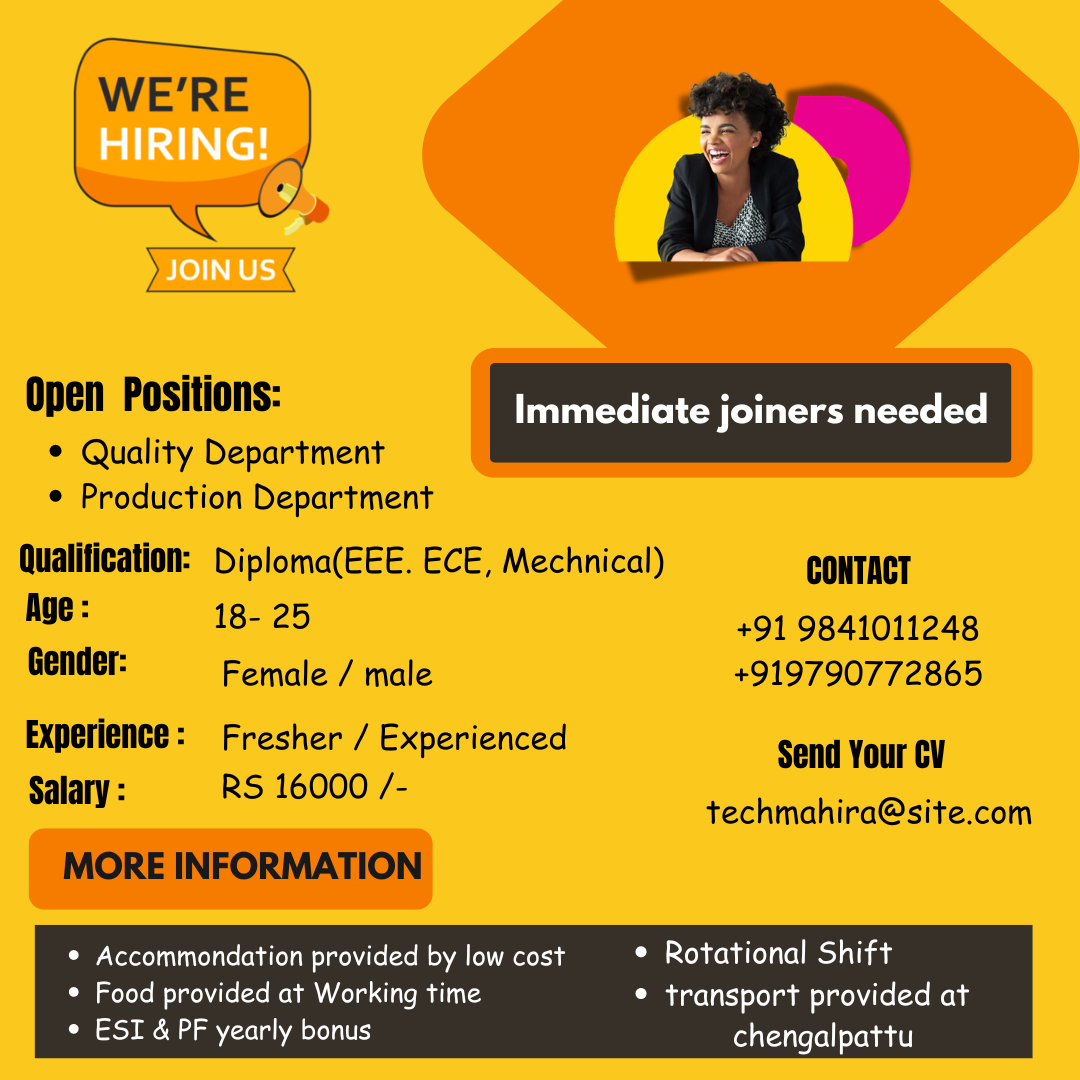 WE'RE
HIRING!
JOIN US
Immediate joiners needed
Open Positions:
• Quality Department
• Production Department
Qualification: Diploma(EEE. ECE, Mechnical)
Age : 18- 25
Gender: Female / male
Experience : Fresher / Experienced
Salary : RS 16000 /-
CONTACT
+91 9841011248
+919790772865
Send Your CV
techmahira@site.com
MORE INFORMATION
• Accommondation provided by low cost
• Food provided at Working time
• ESI & PF yearly bonus
• Rotational Shift
• transport provided at
chengalpattu